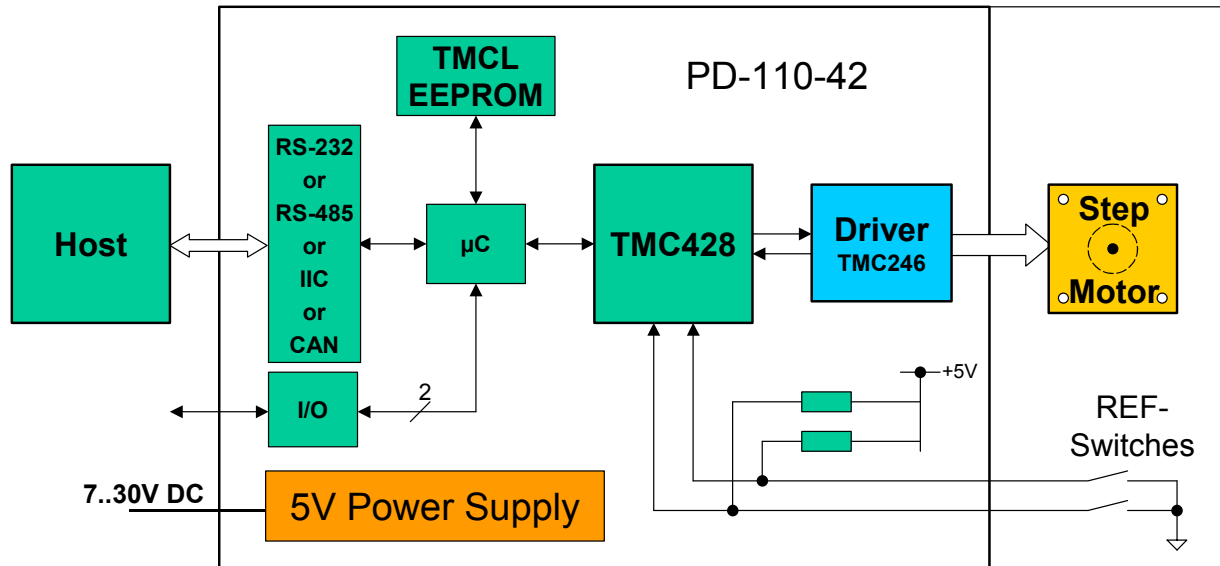 TMCL
EEPROM
PD-110-42
RS-232
or
RS-485
or
IIC
or
CAN
Host
µC
TMC428
Driver
TMC246
Step
Motor
I/O
2
+5V
REF-
Switches
7..30V DC
5V Power Supply